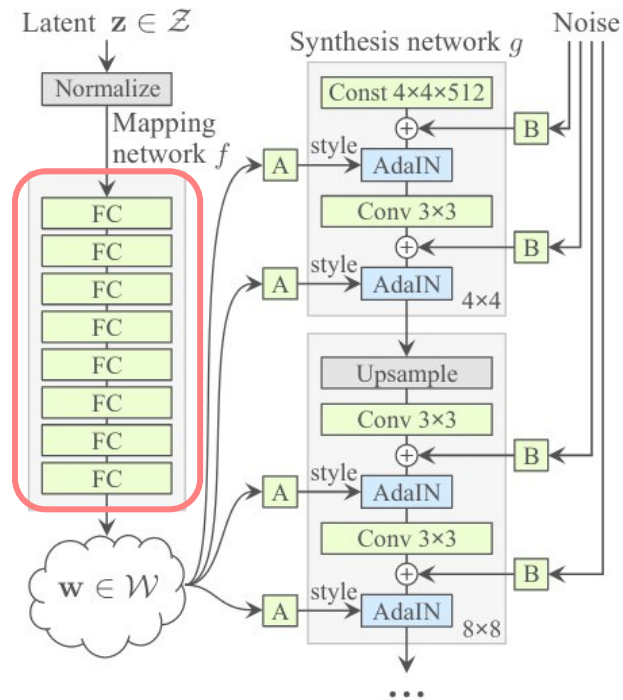 Latent z ∈ Z
Normalize
Mapping
network f
FC
FC
FC
FC
FC
FC
FC
FC
w ∈ W
Synthesis network g
Noise
Const 4×4×512
B
A
style
AdaIN
Conv 3×3
B
A
style
AdaIN
4×4
Upsample
Conv 3×3
B
A
style
AdaIN
Conv 3×3
B
A
style
AdaIN
8×8
...